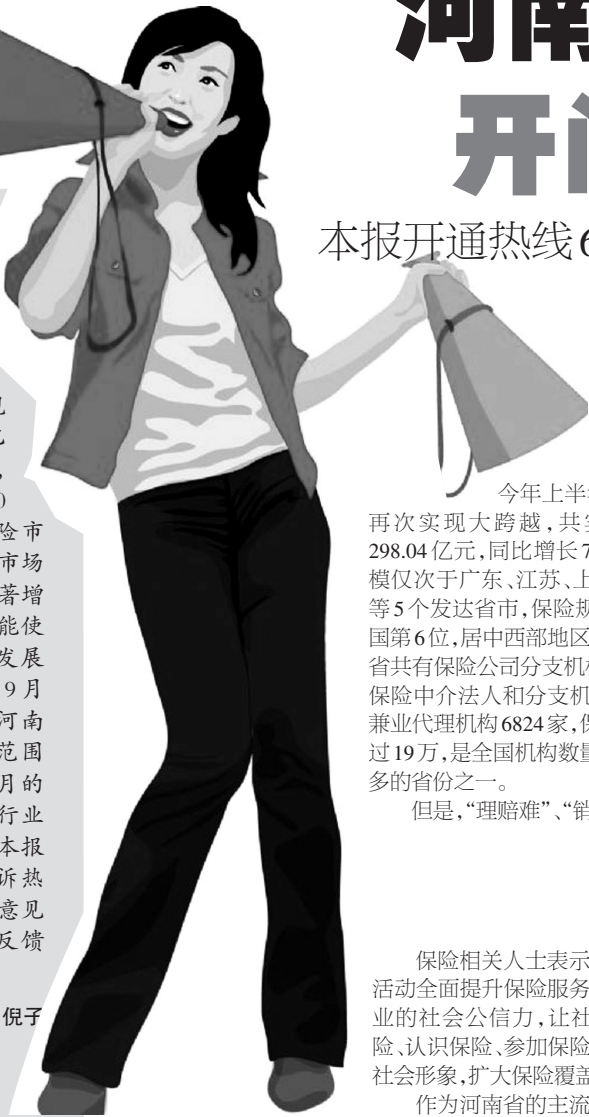 河南
开门
本报开通热线6
0
险市
市场
著增
能使
发展
9月
河南
范围
月的
行业
本报
诉热
意见
反馈
倪子
今年上半年
再次实现大跨越，共实
298.04亿元，同比增长7
模仅次于广东、江苏、上
等5个发达省市，保险规
国第6位，居中西部地区
省共有保险公司分支机构
保险中介法人和分支机
兼业代理机构6824家，保
过19万，是全国机构数量
多的省份之一。
但是，“理赔难”、“销
保险相关人士表示
活动全面提升保险服务
业的社会公信力，让社
险、认识保险、参加保险
社会形象，扩大保险覆盖
作为河南省的主流